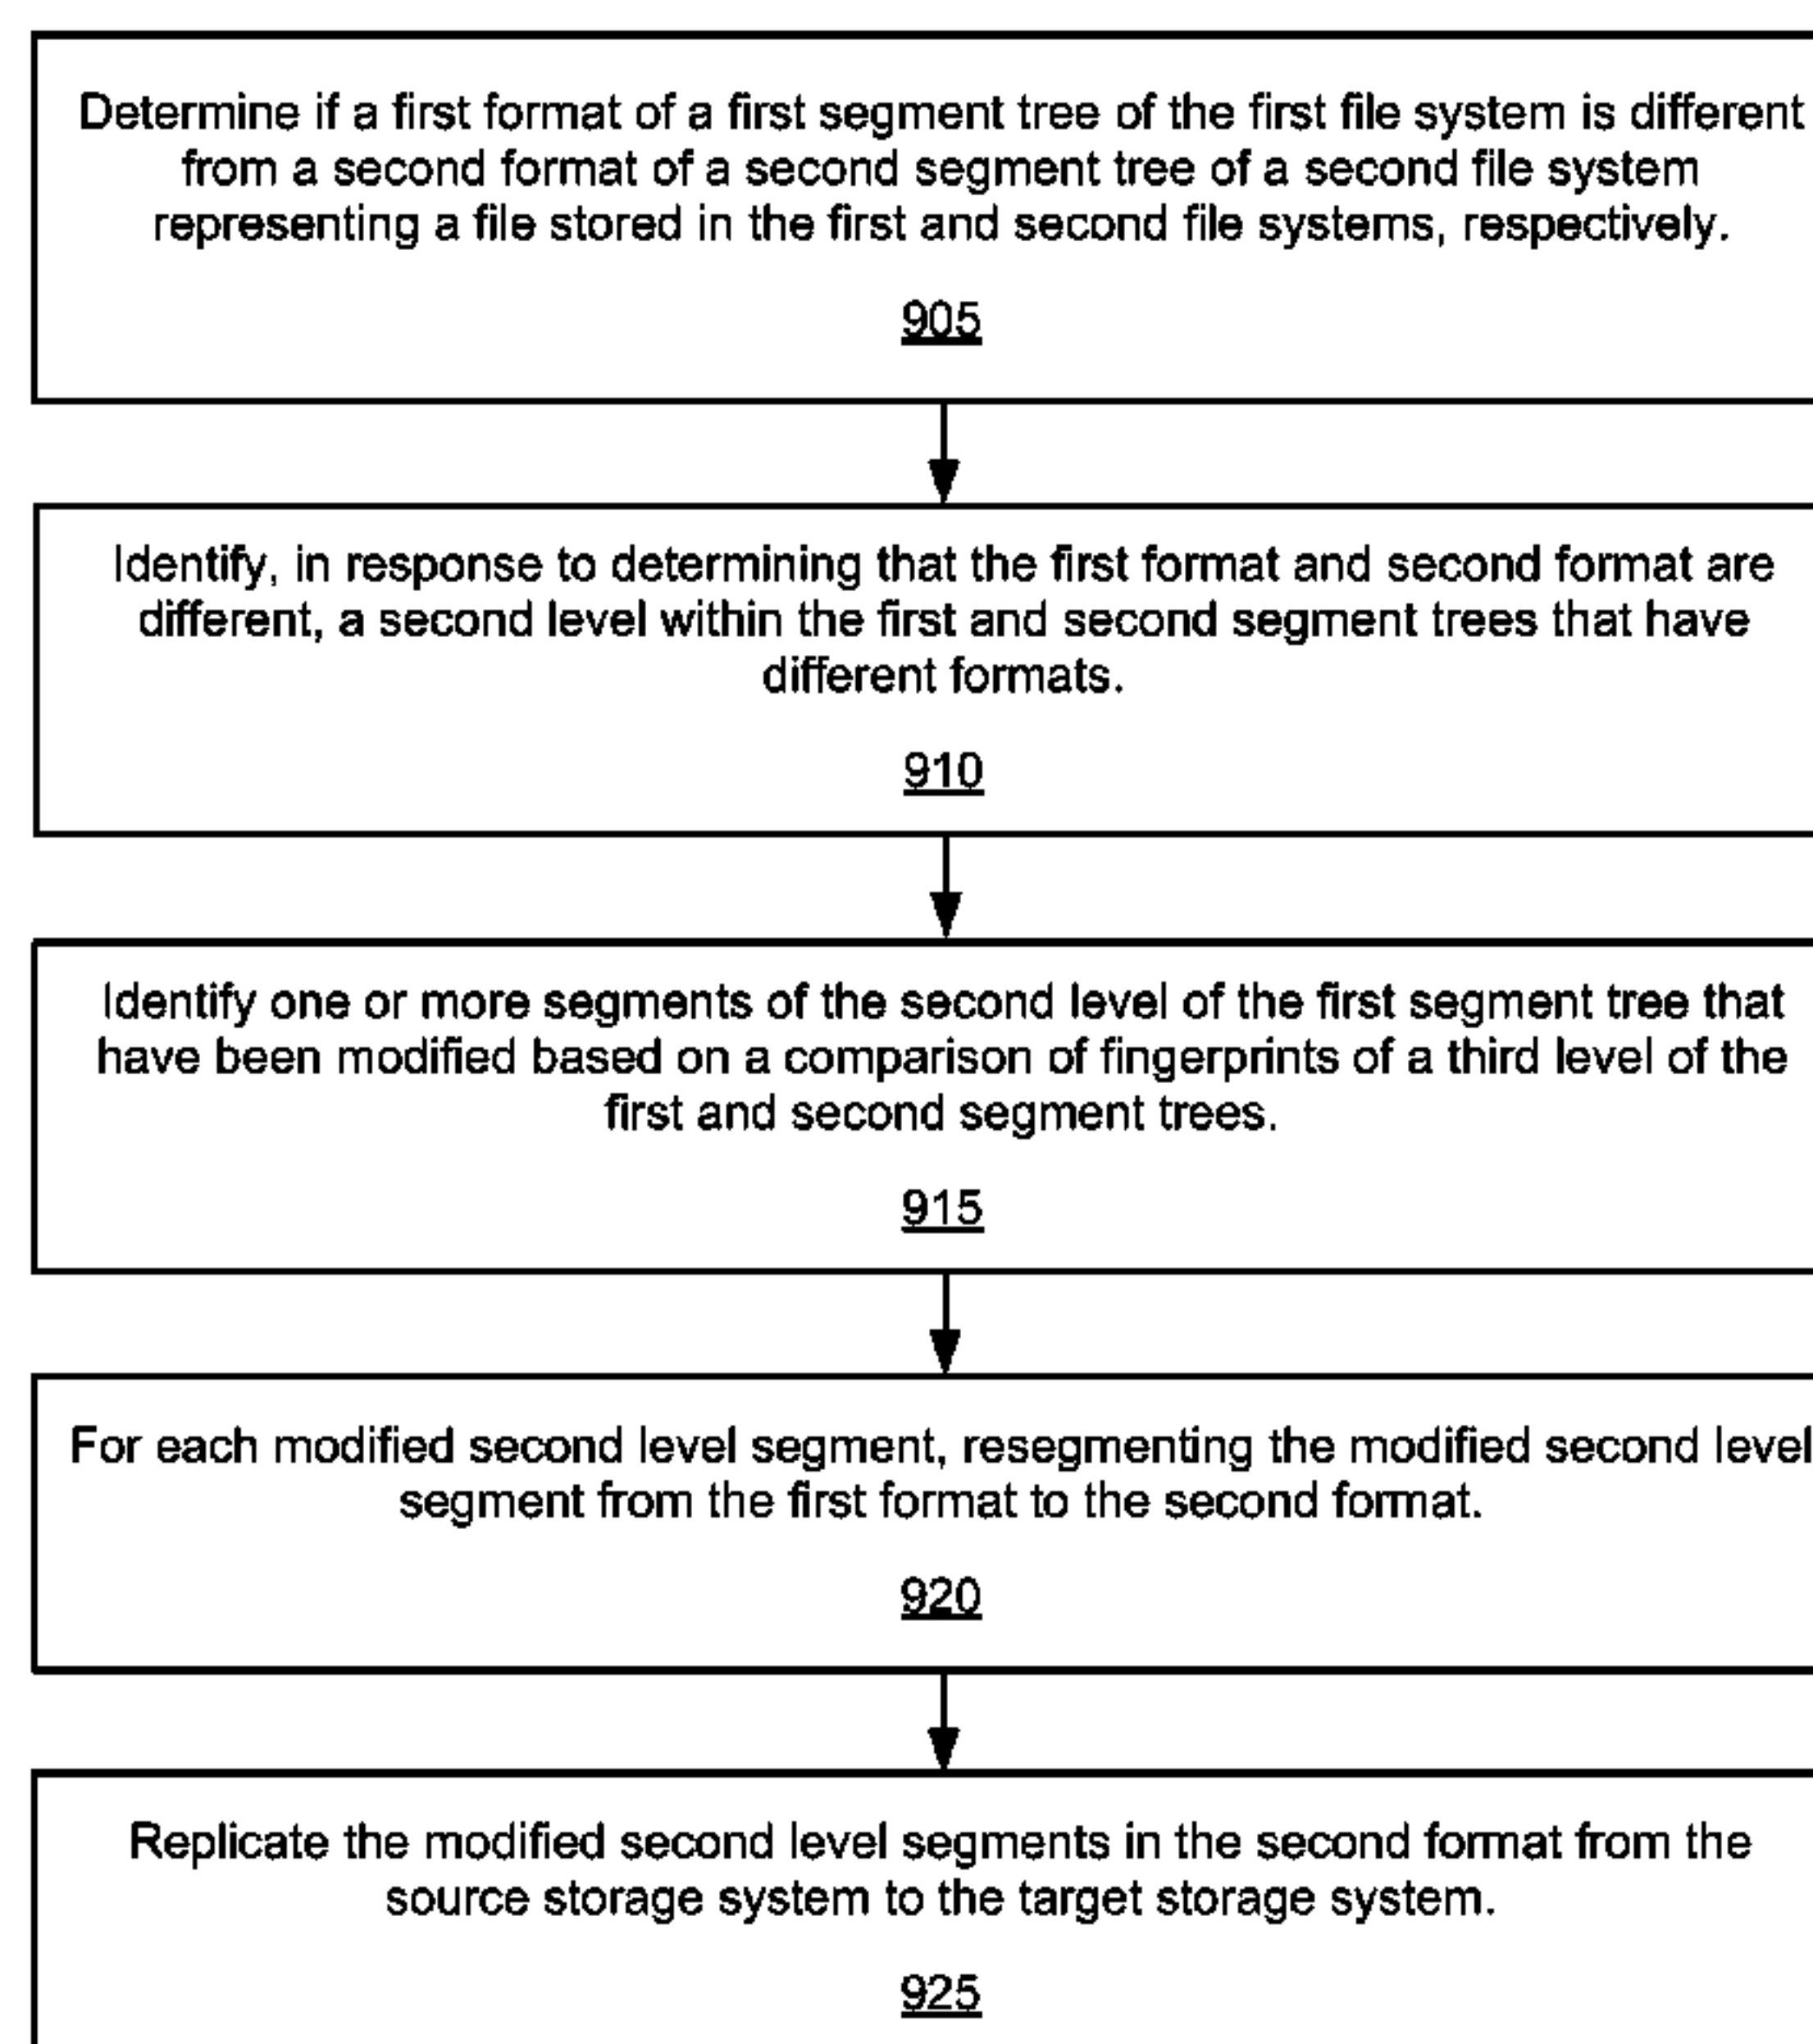 Determine if a first format of a first segment tree of the first file system is different
from a second format of a second segment tree of a second file system
representing a file stored in the first and second file systems, respectively.
905
Identify, in response to determining that the first format and second format are
different, a second level within the first and second segment trees that have
different formats.
910
Identify one or more segments of the second level of the first segment tree that
have been modified based on a comparison of fingerprints of a third level of the
first and second segment trees.
915
For each modified second level segment, resegmenting the modified second level
segment from the first format to the second format.
920
Replicate the modified second level segments in the second format from the
source storage system to the target storage system.
925